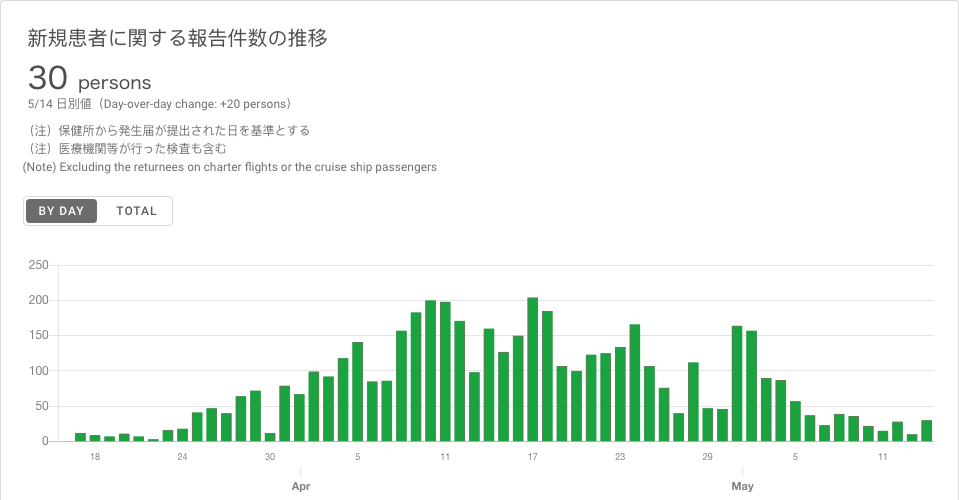 新規患者に関する報告件数の推移
30 persons
5/14 日別値（Day-over-day change: +20 persons）
（注）保健所から発生届が提出された日を基準とする
（注）医療機関等が行った検査も含む
(Note) Excluding the returnees on charter flights or the cruise ship passengers
BY DAY TOTAL
250
200
150
100
50
0
18 24 30 5 11 17 23 29 5 11
Apr May